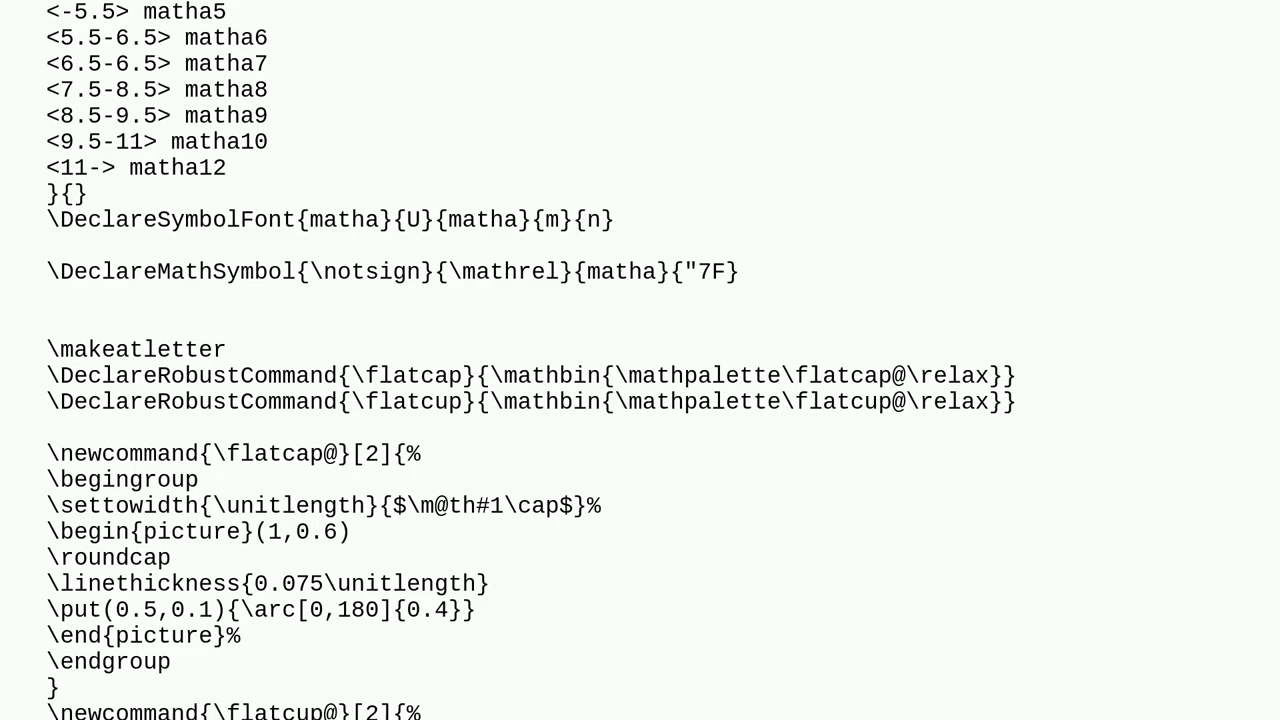 <-5.5> matha5
<5.5-6.5> matha6
<6.5-6.5> matha7
<7.5-8.5> matha8
<8.5-9.5> matha9
<9.5-11> matha10
<11-> matha12
}{}
\DeclareSymbolFont{matha}{U}{matha}{m}{n}
\DeclareMathSymbol{\notsign}{\mathrel}{matha}{"7F}
\makeatletter
\DeclareRobustCommand{\flatcap}{\mathbin{\mathpalette\flatcap@\relax}}
\DeclareRobustCommand{\flatcup}{\mathbin{\mathpalette\flatcup@\relax}}
\newcommand{\flatcap@}[2]{%
\begingroup
\settowidth{\unitlength}{$\m@th#1\cap$}%
\begin{picture}(1,0.6)
\roundcap
\linethickness{0.075\unitlength}
\put(0.5,0.1){\arc[0,180]{0.4}}
\end{picture}%
\endgroup
}
\newcommand{\flatcup@}[2]{%